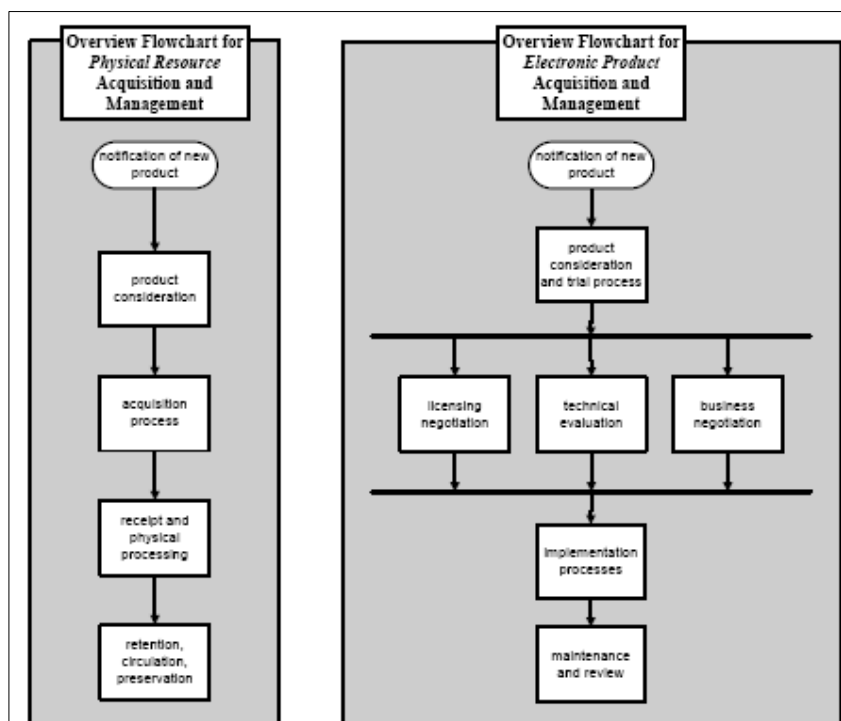 Overview Flowchart for
Physical Resource
Acquisition and
Management
notification of new
product
product
consideration
acquisition
process
receipt and
physical
processing
retention,
circulation,
preservation
Overview Flowchart for
Electronic Product
Acquisition and
Management
notification of new
product
product
consideration
and trial process
licensing
negotiation
technical
evaluation
business
negotiation
implementation
processes
maintenance
and review